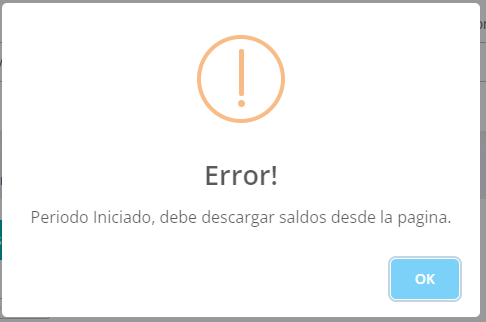 Error!
Periodo Iniciado, debe descargar saldos desde la pagina.
OK